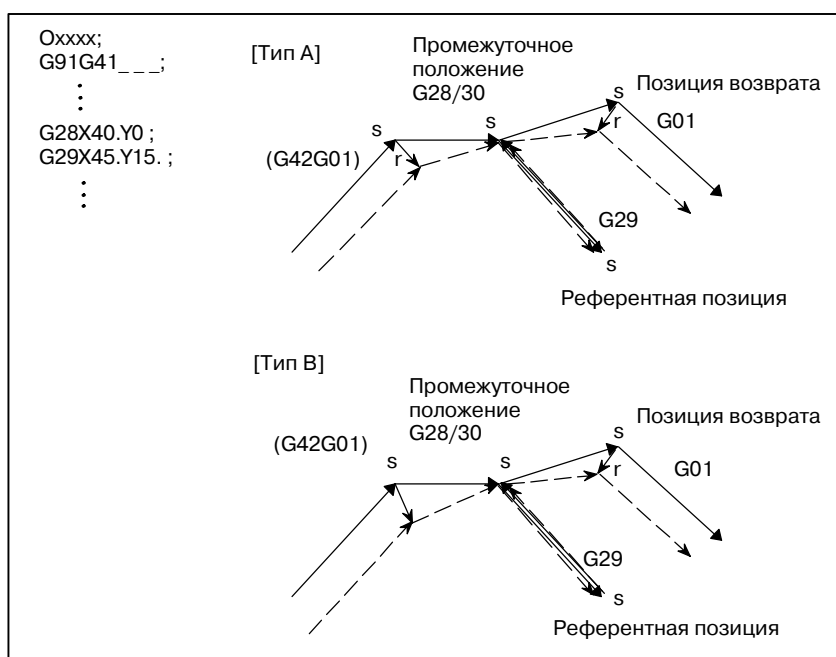 Oxxxx;
G91G41_ _ _;
G28X40.Y0 ;
G29X45.Y15. ;
[Тип A]
Промежуточное
положение
G28/30
Позиция возврата
s
G01
s
s
r
(G42G01)
r
G29
s
Референтная позиция
[Тип B]
Промежуточное
положение
G28/30
Позиция возврата
(G42G01)
s
s
s
r
G01
G29
s
Референтная позиция